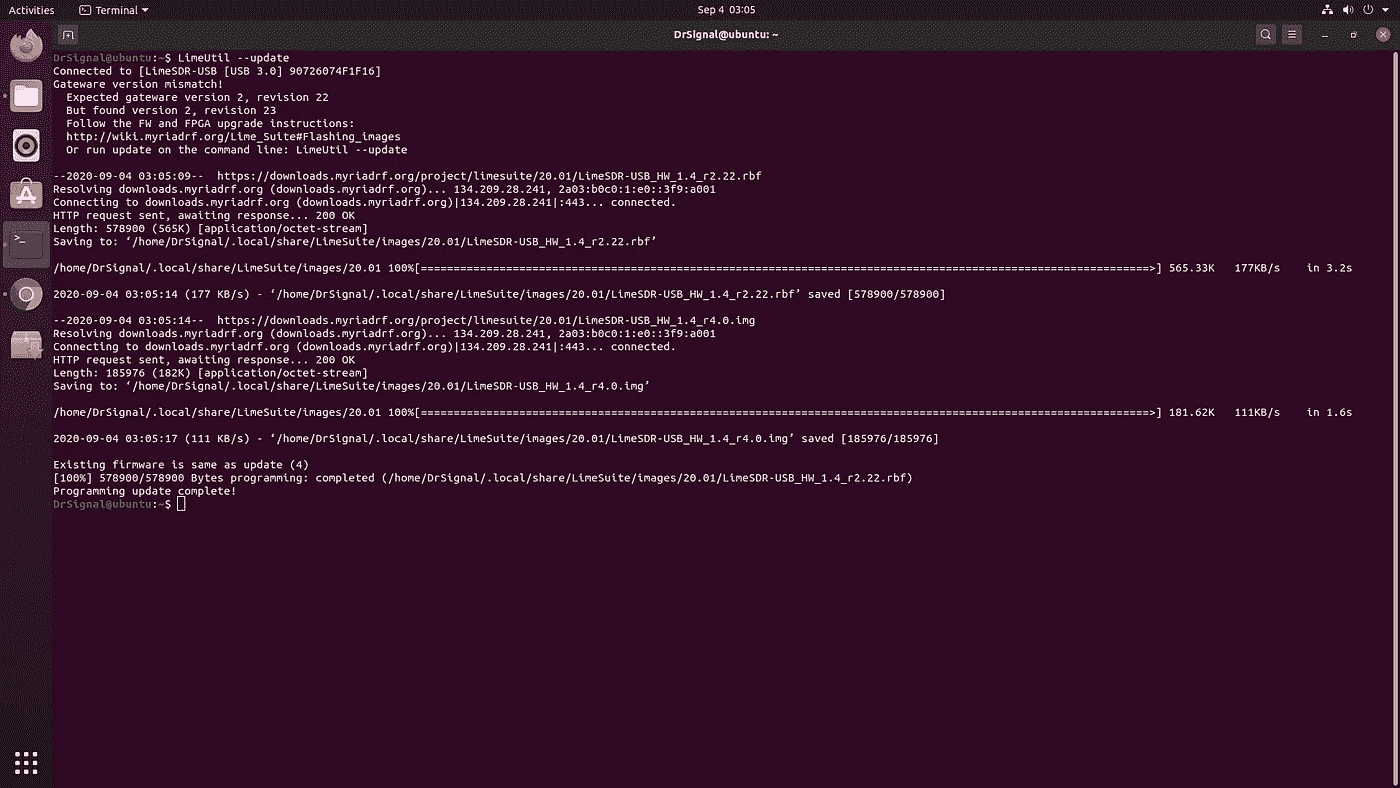 Activities
Terminal
Sep 4 03:05
DrSignal@ubuntu: ~
DrSignal@ubuntu:~$ LimeUtil --update
Connected to [LimeSDR-USB [USB 3.0] 90726074F1F16]
Gateware version mismatch!
  Expected gateware version 2, revision 22
  But found version 2, revision 23
  Follow the FW and FPGA upgrade instructions:
  http://wiki.myriadrf.org/Lime_Suite#Flashing_images
  Or run update on the command line: LimeUtil --update
--2020-09-04 03:05:09--  https://downloads.myriadrf.org/project/limesuite/20.01/LimeSDR-USB_HW_1.4_r2.22.rbf
Resolving downloads.myriadrf.org (downloads.myriadrf.org)... 134.209.28.241, 2a03:b0c0:1:e0::3f9:a001
Connecting to downloads.myriadrf.org (downloads.myriadrf.org)|134.209.28.241|:443... connected.
HTTP request sent, awaiting response... 200 OK
Length: 578900 (565K) [application/octet-stream]
Saving to: ‘/home/DrSignal/.local/share/LimeSuite/images/20.01/LimeSDR-USB_HW_1.4_r2.22.rbf’
/home/DrSignal/.local/share/LimeSuite/images/20.01 100%[===============================================================================================================>] 565.33K   177KB/s    in 3.2s
2020-09-04 03:05:14 (177 KB/s) - ‘/home/DrSignal/.local/share/LimeSuite/images/20.01/LimeSDR-USB_HW_1.4_r2.22.rbf’ saved [578900/578900]
--2020-09-04 03:05:14--  https://downloads.myriadrf.org/project/limesuite/20.01/LimeSDR-USB_HW_1.4_r4.0.img
Resolving downloads.myriadrf.org (downloads.myriadrf.org)... 134.209.28.241, 2a03:b0c0:1:e0::3f9:a001
Connecting to downloads.myriadrf.org (downloads.myriadrf.org)|134.209.28.241|:443... connected.
HTTP request sent, awaiting response... 200 OK
Length: 185976 (182K) [application/octet-stream]
Saving to: ‘/home/DrSignal/.local/share/LimeSuite/images/20.01/LimeSDR-USB_HW_1.4_r4.0.img’
/home/DrSignal/.local/share/LimeSuite/images/20.01 100%[===============================================================================================================>] 181.62K   111KB/s    in 1.6s
2020-09-04 03:05:17 (111 KB/s) - ‘/home/DrSignal/.local/share/LimeSuite/images/20.01/LimeSDR-USB_HW_1.4_r4.0.img’ saved [185976/185976]
Existing firmware is same as update (4)
[100%] 578900/578900 Bytes programming: completed (/home/DrSignal/.local/share/LimeSuite/images/20.01/LimeSDR-USB_HW_1.4_r2.22.rbf)
Programming update complete!
DrSignal@ubuntu:~$